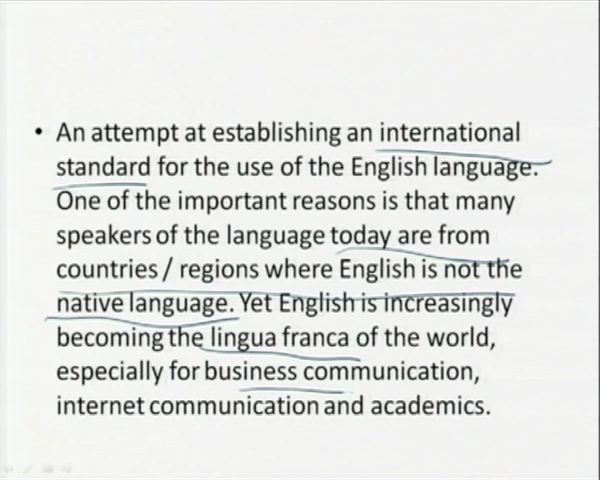 • An attempt at establishing an international
standard for the use of the English language.
One of the important reasons is that many
speakers of the language today are from
countries / regions where English is not the
native language. Yet English is increasingly
becoming the lingua franca of the world,
especially for business communication,
internet communication and academics.